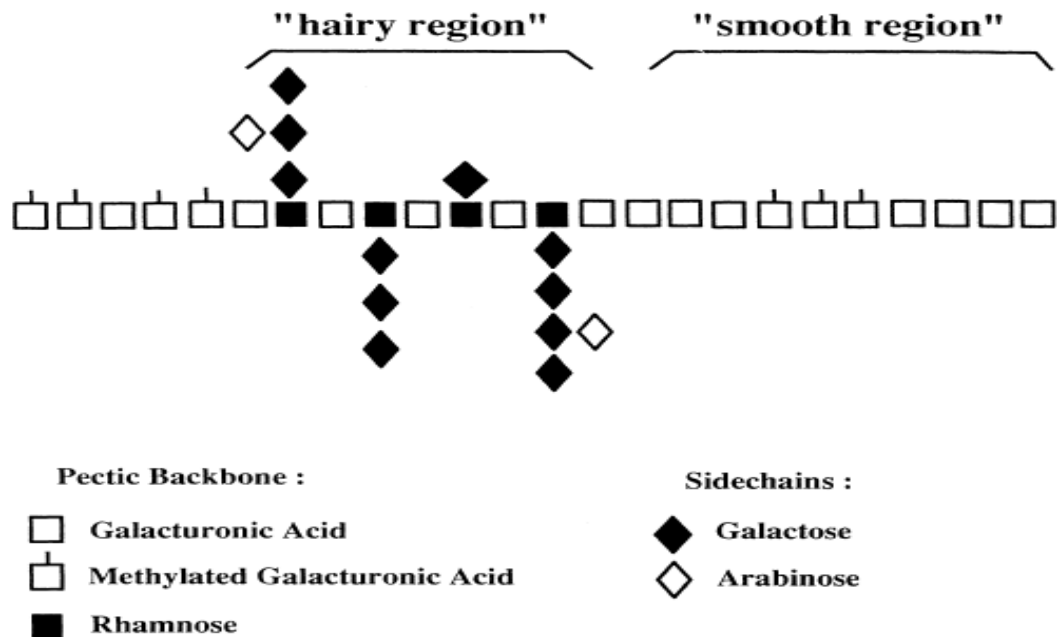 "hairy region" "smooth region"
Pectic Backbone :
Galacturonic Acid
Methylated Galacturonic Acid
Rhamnose
Sidechains :
Galactose
Arabinose